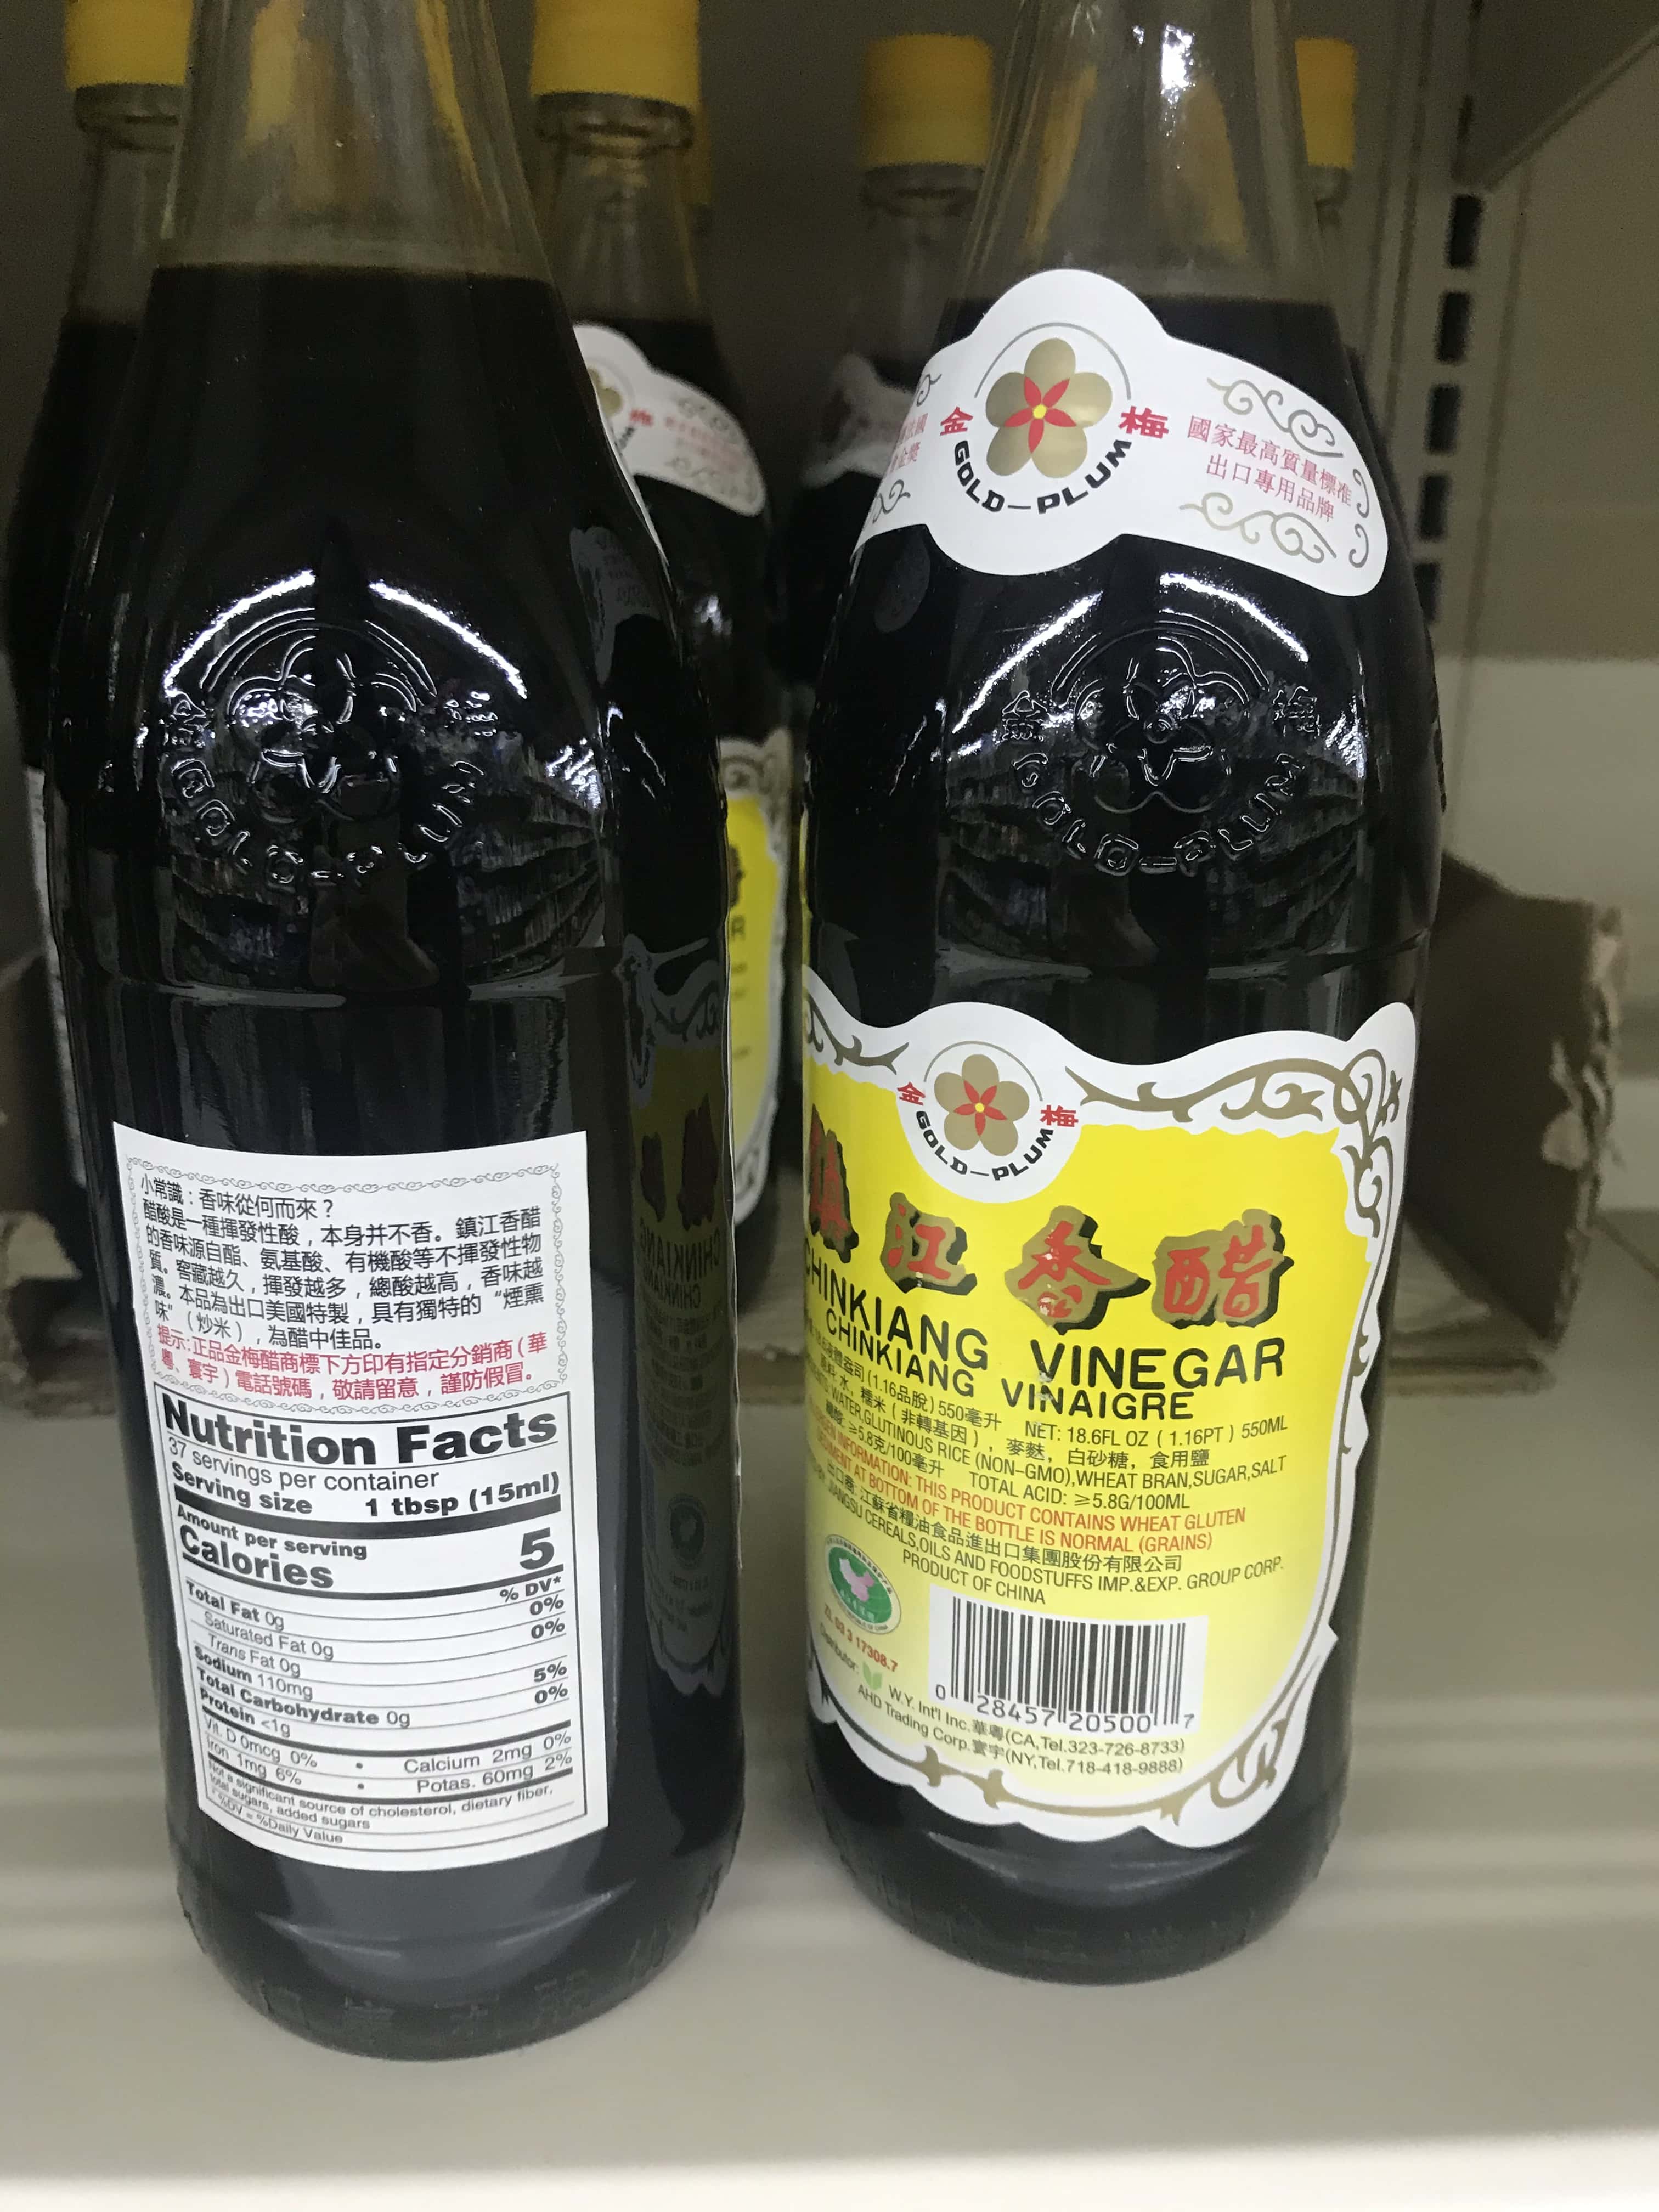 小常識：香味從何而來？
醋酸是一種揮發性酸，本身并不香。鎮江香醋
的香味源自酯、氨基酸、有機酸等不揮發性物
質。窖藏越久，揮發越多，總酸越高，香味越
濃。本品為出口美國特製，具有獨特的“煙熏
味”（炒米），為醋中佳品。
提示:正品金梅醋商標下方印有指定分銷商（華
粵、寰宇）電話號碼，敬請留意，謹防假冒。
Nutrition Facts
37 servings per container
Serving size 1 tbsp (15ml)
Amount per serving
Calories 5
% DV*
Total Fat 0g 0%
Saturated Fat 0g 0%
Trans Fat 0g
Sodium 110mg 5%
Total Carbohydrate 0g 0%
Protein <1g
Vit. D 0mcg 0% • Calcium 2mg 0%
Iron 1mg 6% • Potas. 60mg 2%
Not a significant source of cholesterol, dietary fiber,
total sugars, added sugars
*%DV = %Daily Value
金 梅
GOLD-PLUM
國家最高質量標准
出口專用品牌
金 梅
GOLD-PLUM
金 梅
GOLD-PLUM
鎮江香醋
CHINKIANG VINEGAR
CHINKIANG VINAIGRE
(1.16品脫) 550毫升 NET: 18.6FL OZ ( 1.16PT ) 550ML
水，糯米（非轉基因），麥麩，白砂糖，食用鹽
WATER,GLUTINOUS RICE (NON-GMO),WHEAT BRAN,SUGAR,SALT
≥5.8克/100毫升 TOTAL ACID: ≥5.8G/100ML
INFORMATION: THIS PRODUCT CONTAINS WHEAT GLUTEN
SEDIMENT AT BOTTOM OF THE BOTTLE IS NORMAL (GRAINS)
江蘇省糧油食品進出口集團股份有限公司
JIANGSU CEREALS,OILS AND FOODSTUFFS IMP.&EXP. GROUP CORP.
PRODUCT OF CHINA
ZL 03 3 17308.7
0 28457 20500 7
Distributor: W.Y. Int'l Inc.華粵(CA,Tel.323-726-8733)
AHD Trading Corp.寰宇(NY,Tel.718-418-9888)